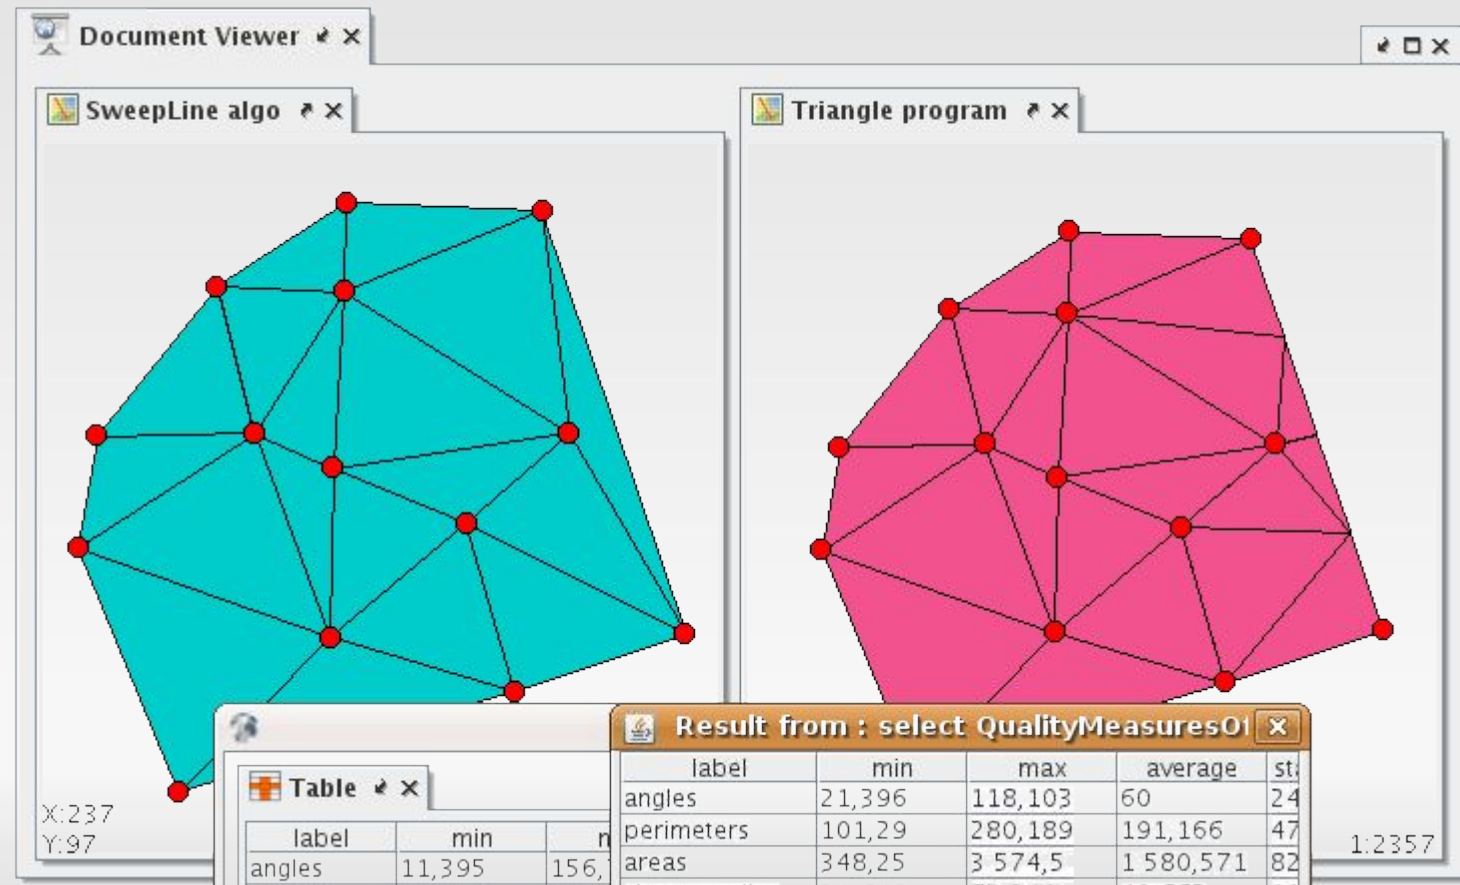 Document Viewer
SweepLine algo
Triangle program
X:237
Y:97
1:2357
Table
label min
angles 11,395 156,
Result from : select QualityMeasuresO
label min max average
angles 21,396 118,103 60 24
perimeters 101,29 280,189 191,166 47
areas 348,25 3 574,5 1 580,571 82